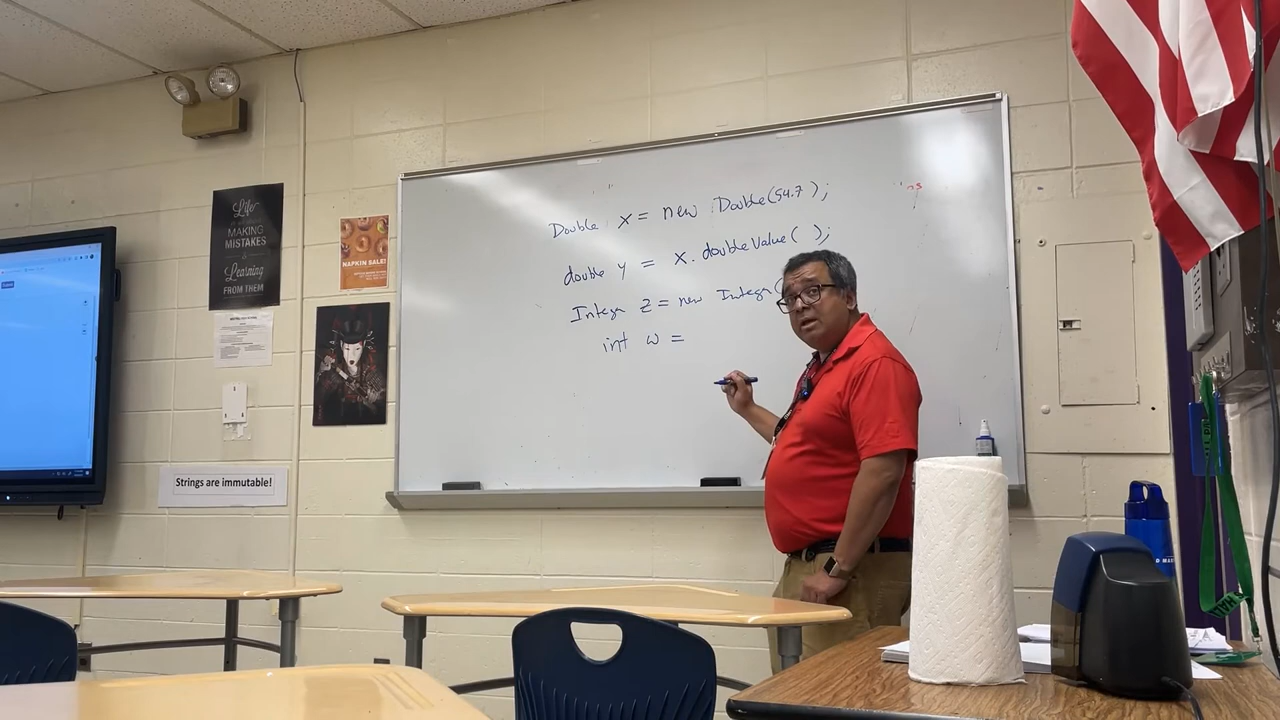 Double x = new Double(54.7);
double y = x.doubleValue( );
Integer z = new Integer(
int w =
Life
MAKING
MISTAKES
Learning
FROM THEM
NAPKIN SALE!
Strings are immutable!